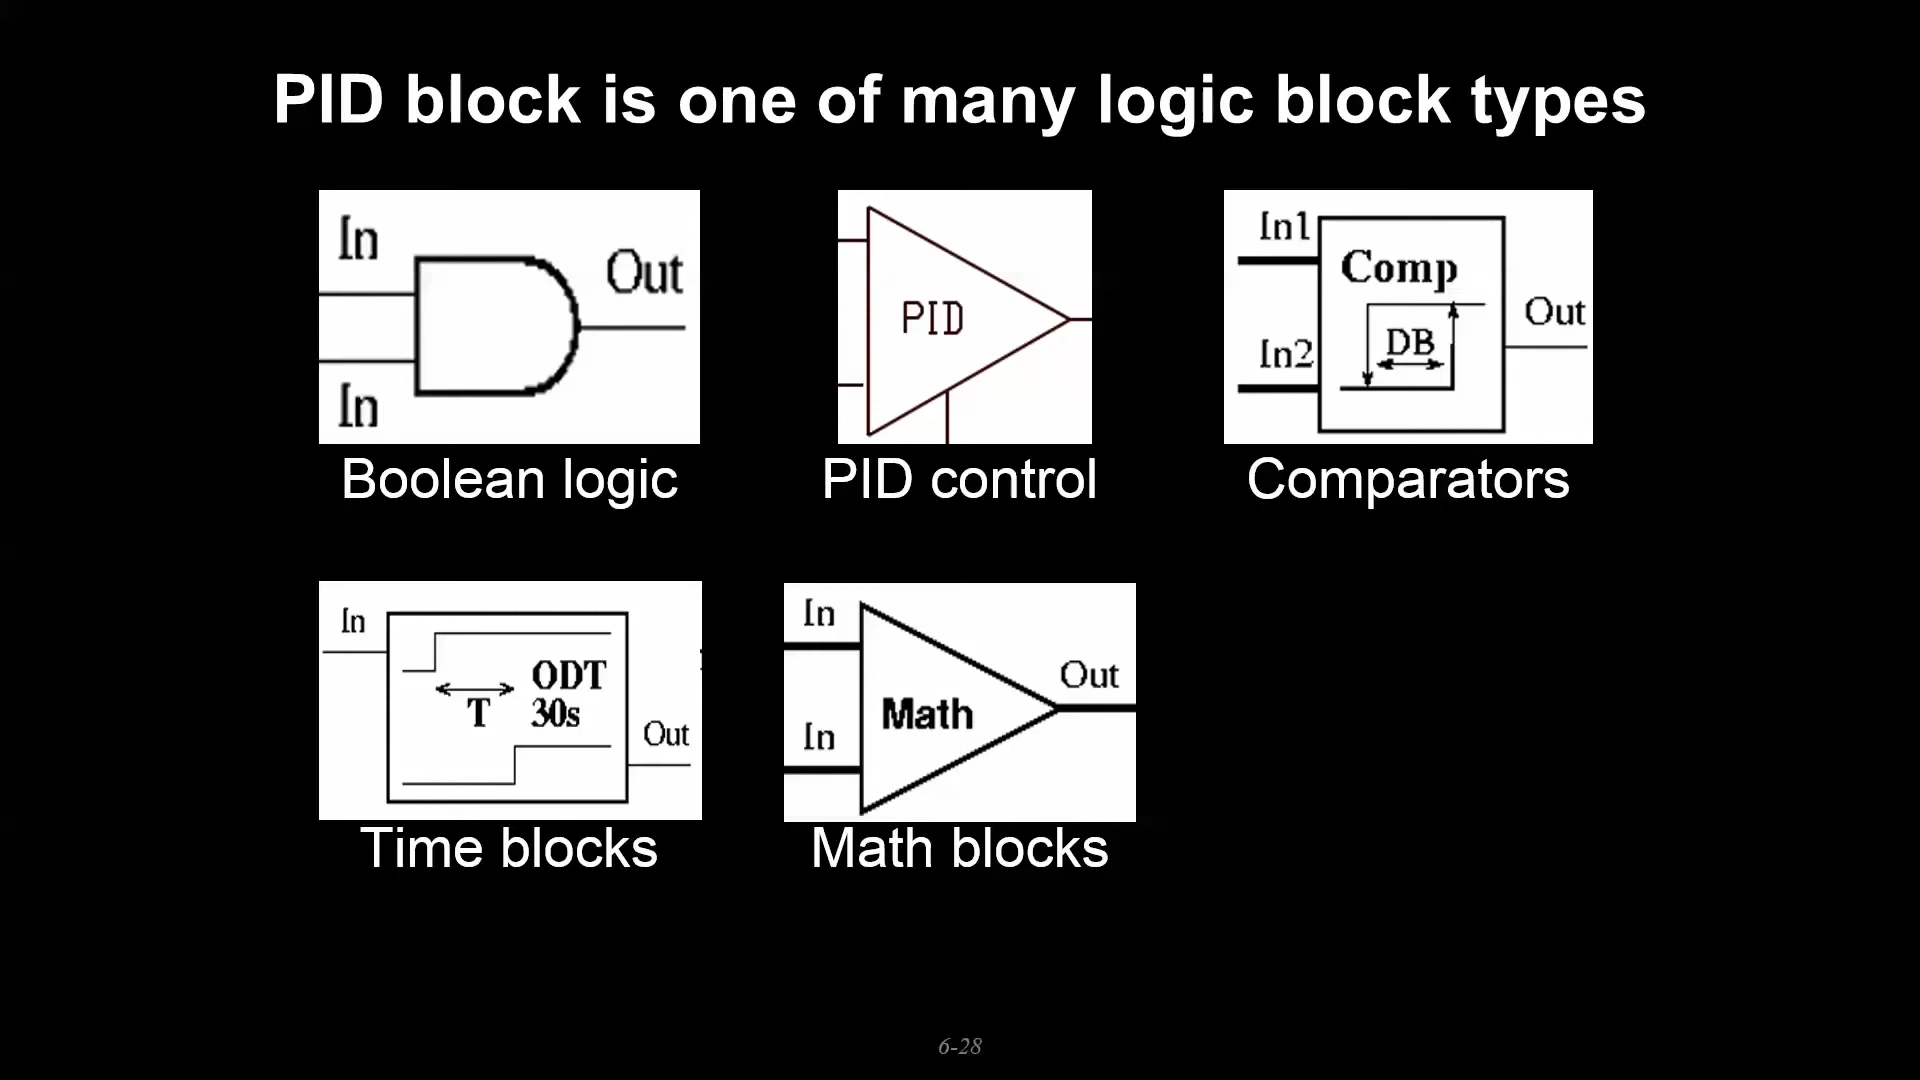 PID block is one of many logic block types
In
Out
In
Boolean logic
PID
PID control
In1
Comp
DB
Out
In2
Comparators
In
ODT
T
30s
Out
Time blocks
In
Out
Math
In
Math blocks
6-28